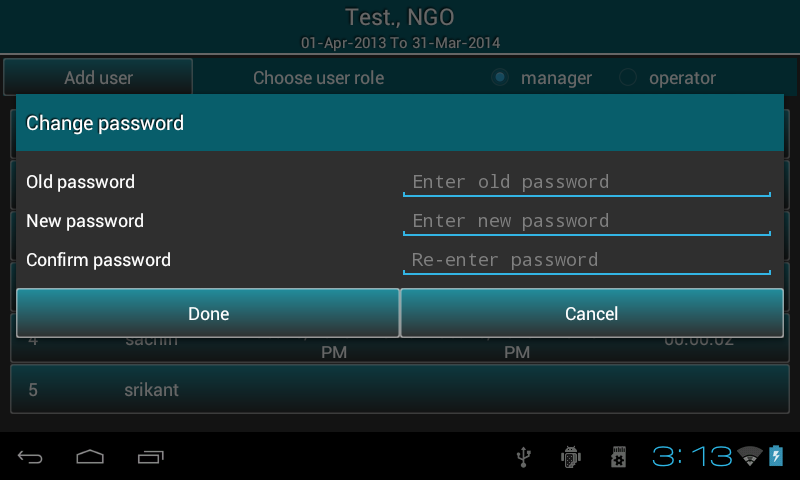 Test., NGO
01-Apr-2013 To 31-Mar-2014
Add user Choose user role manager operator
Change password
Old password Enter old password
New password Enter new password
Confirm password Re-enter password
Done Cancel
4 sachin 00:00:02
PM PM
5 srikant
3:13